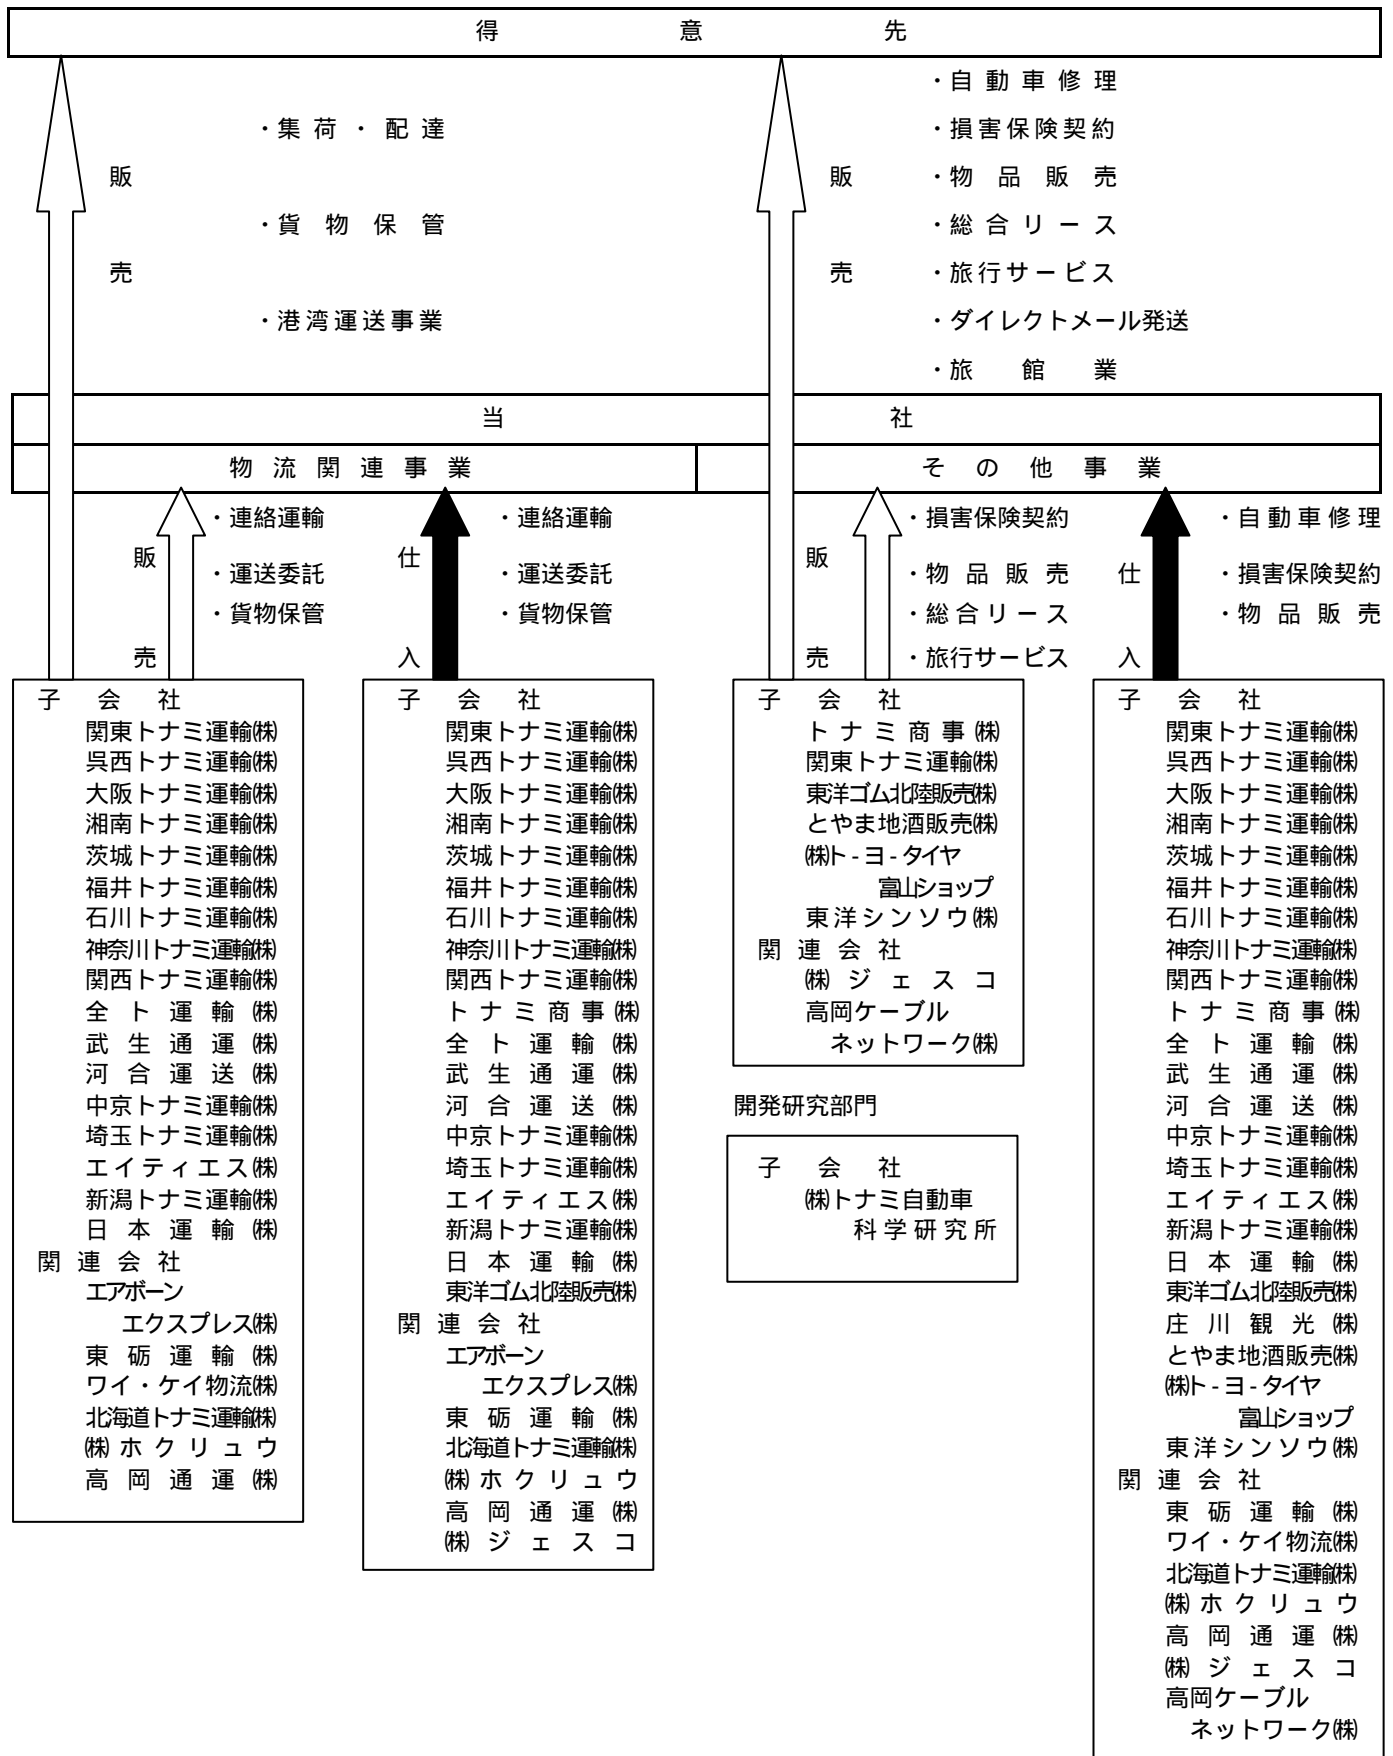 得意先
・自動車修理
・集荷・配達
・損害保険契約
販
販
・物品販売
・貨物保管
・総合リース
売
売
・旅行サービス
・港湾運送事業
・ダイレクトメール発送
・旅館業
当社
物流関連事業
その他事業
・連絡運輸
・連絡運輸
・損害保険契約
・自動車修理
販
仕
販
仕
・運送委託
・運送委託
・物品販売
・損害保険契約
・貨物保管
・貨物保管
・総合リース
・物品販売
売
入
売
・旅行サービス
入
子会社
関東トナミ運輸㈱
呉西トナミ運輸㈱
大阪トナミ運輸㈱
湘南トナミ運輸㈱
茨城トナミ運輸㈱
福井トナミ運輸㈱
石川トナミ運輸㈱
神奈川トナミ運輸㈱
関西トナミ運輸㈱
全ト運輸㈱
武生通運㈱
河合運送㈱
中京トナミ運輸㈱
埼玉トナミ運輸㈱
エイティエス㈱
新潟トナミ運輸㈱
日本運輸㈱
関連会社
エアボーン
エクスプレス㈱
東砺運輸㈱
ワイ・ケイ物流㈱
北海道トナミ運輸㈱
㈱ホクリュウ
高岡通運㈱
子会社
関東トナミ運輸㈱
呉西トナミ運輸㈱
大阪トナミ運輸㈱
湘南トナミ運輸㈱
茨城トナミ運輸㈱
福井トナミ運輸㈱
石川トナミ運輸㈱
神奈川トナミ運輸㈱
関西トナミ運輸㈱
トナミ商事㈱
全ト運輸㈱
武生通運㈱
河合運送㈱
中京トナミ運輸㈱
埼玉トナミ運輸㈱
エイティエス㈱
新潟トナミ運輸㈱
日本運輸㈱
東洋ゴム北陸販売㈱
関連会社
エアボーン
エクスプレス㈱
東砺運輸㈱
北海道トナミ運輸㈱
㈱ホクリュウ
高岡通運㈱
㈱ジェスコ
子会社
トナミ商事㈱
関東トナミ運輸㈱
東洋ゴム北陸販売㈱
とやま地酒販売㈱
㈱ト-ヨ-タイヤ
富山ショップ
東洋シンソウ㈱
関連会社
㈱ジェスコ
高岡ケーブル
ネットワーク㈱
開発研究部門
子会社
㈱トナミ自動車
科学研究所
子会社
関東トナミ運輸㈱
呉西トナミ運輸㈱
大阪トナミ運輸㈱
湘南トナミ運輸㈱
茨城トナミ運輸㈱
福井トナミ運輸㈱
石川トナミ運輸㈱
神奈川トナミ運輸㈱
関西トナミ運輸㈱
トナミ商事㈱
全ト運輸㈱
武生通運㈱
河合運送㈱
中京トナミ運輸㈱
埼玉トナミ運輸㈱
エイティエス㈱
新潟トナミ運輸㈱
日本運輸㈱
東洋ゴム北陸販売㈱
庄川観光㈱
とやま地酒販売㈱
㈱ト-ヨ-タイヤ
富山ショップ
東洋シンソウ㈱
関連会社
東砺運輸㈱
ワイ・ケイ物流㈱
北海道トナミ運輸㈱
㈱ホクリュウ
高岡通運㈱
㈱ジェスコ
高岡ケーブル
ネットワーク㈱